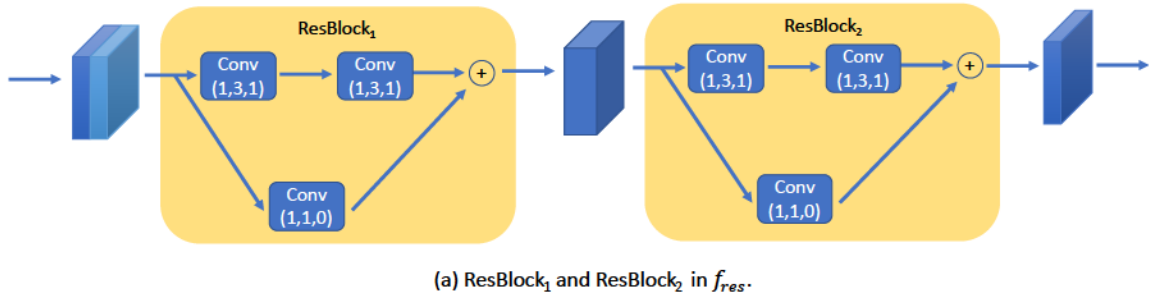 ResBlock₁
Conv
(1,3,1)
Conv
(1,3,1)
+
Conv
(1,1,0)
ResBlock₂
Conv
(1,3,1)
Conv
(1,3,1)
+
Conv
(1,1,0)
(a) ResBlock₁ and ResBlock₂ in fres.